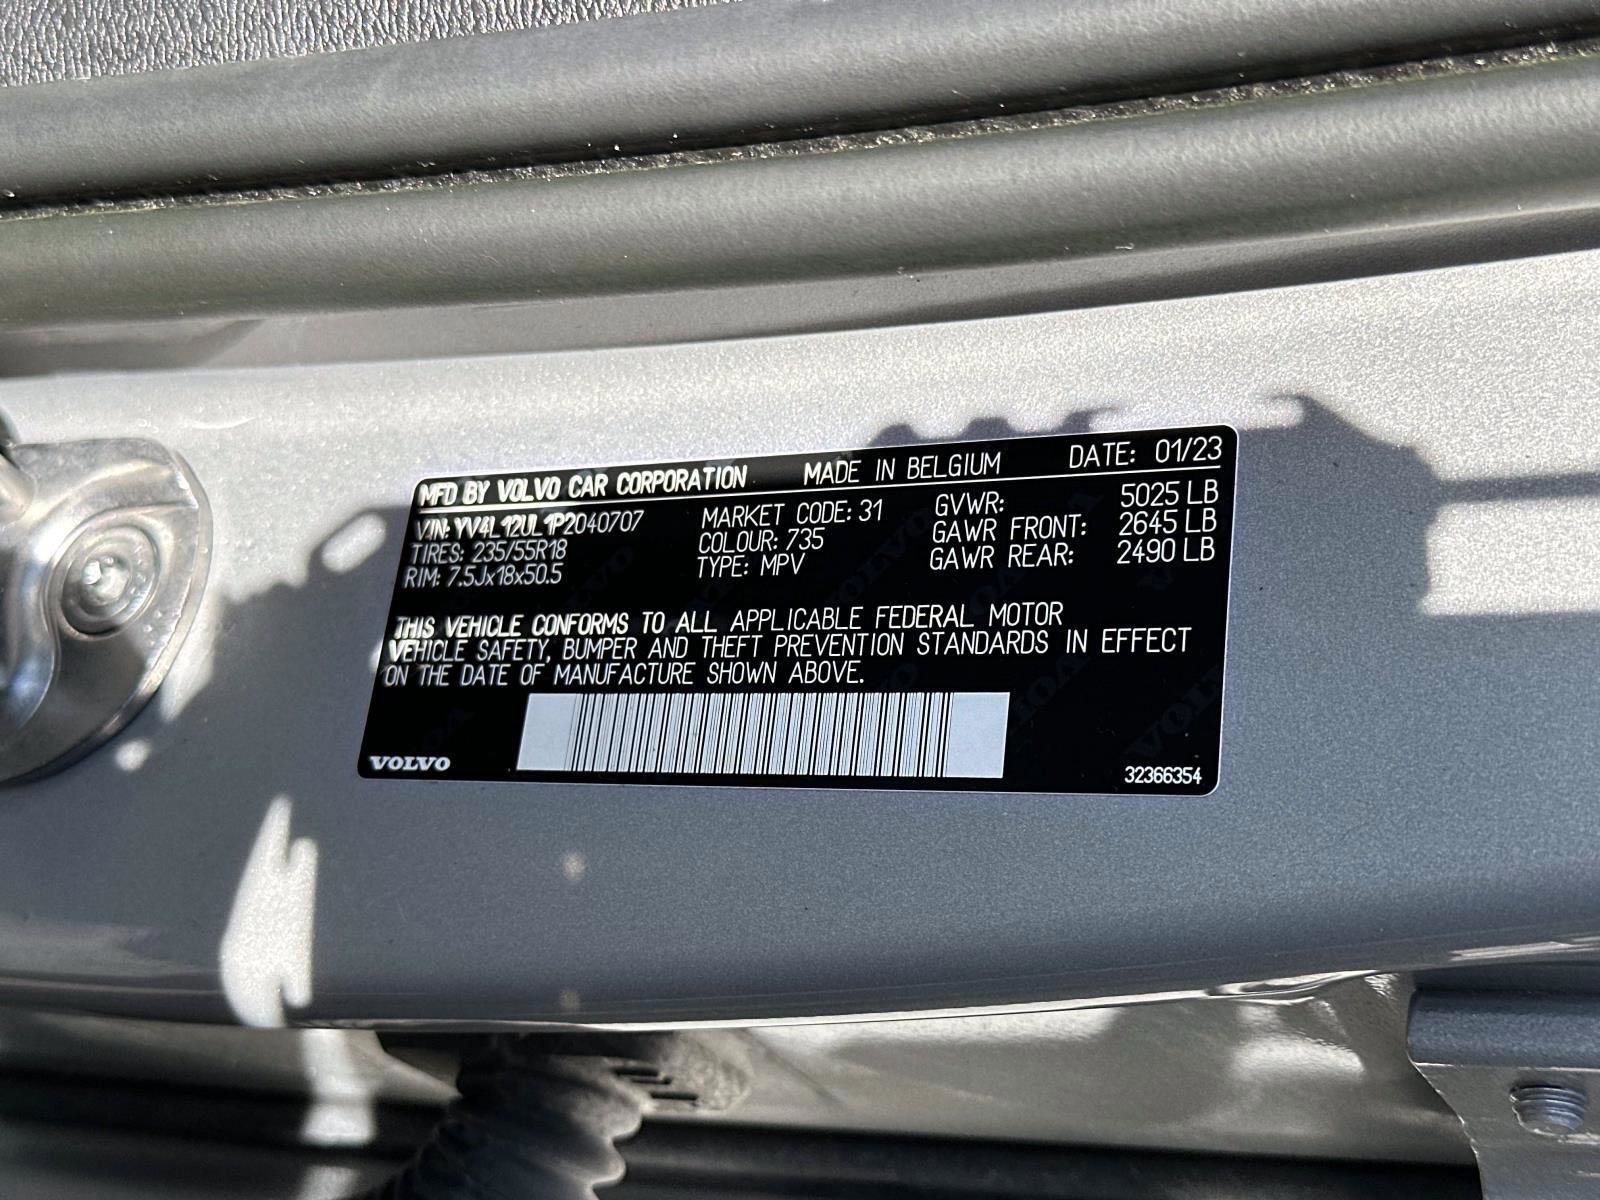 MFD BY VOLVO CAR CORPORATION MADE IN BELGIUM DATE: 01/23
VIN: YV4L12UL1P2040707 MARKET CODE: 31 GVWR: 5025 LB
TIRES: 235/55R18 COLOUR: 735 GAWR FRONT: 2645 LB
RIM: 7.5Jx18x50.5 TYPE: MPV GAWR REAR: 2490 LB
THIS VEHICLE CONFORMS TO ALL APPLICABLE FEDERAL MOTOR
VEHICLE SAFETY, BUMPER AND THEFT PREVENTION STANDARDS IN EFFECT
ON THE DATE OF MANUFACTURE SHOWN ABOVE.
VOLVO 32366354